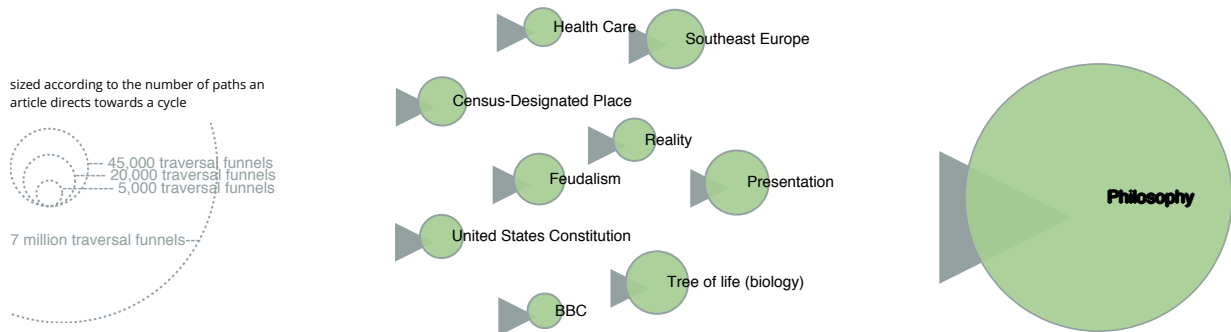 sized according to the number of paths an
article directs towards a cycle
45,000 traversal funnels
20,000 traversal funnels
5,000 traversal funnels
7 million traversal funnels
Health Care
Southeast Europe
Census-Designated Place
Reality
Feudalism
Presentation
United States Constitution
Tree of life (biology)
BBC
Philosophy